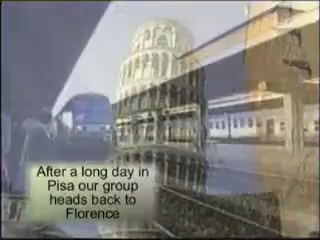 After a long day in
Pisa our group
heads back to
Florence